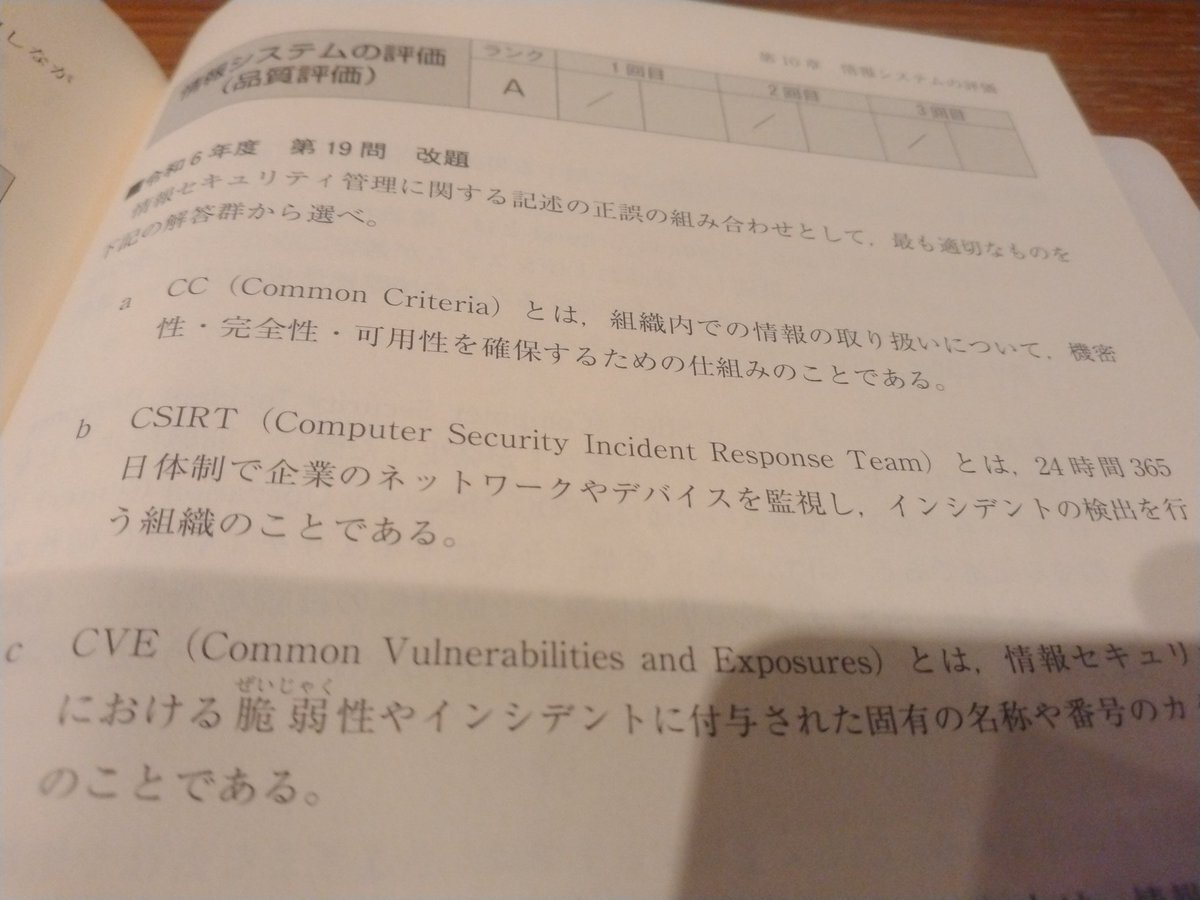 しなが
第10章 情報システムの評価
情報システムの評価
(品質評価)
ランク
A
1回目
2回目
3回目
■令和6年度 第19問 改題
情報セキュリティ管理に関する記述の正誤の組み合わせとして，最も適切なものを
下記の解答群から選べ。
a CC（Common Criteria）とは，組織内での情報の取り扱いについて，機密
性・完全性・可用性を確保するための仕組みのことである。
b CSIRT（Computer Security Incident Response Team）とは，24時間365
日体制で企業のネットワークやデバイスを監視し，インシデントの検出を行
う組織のことである。
c CVE（Common Vulnerabilities and Exposures）とは，情報セキュリ
ぜいじゃく
における脆弱性やインシデントに付与された固有の名称や番号のカ
のことである。